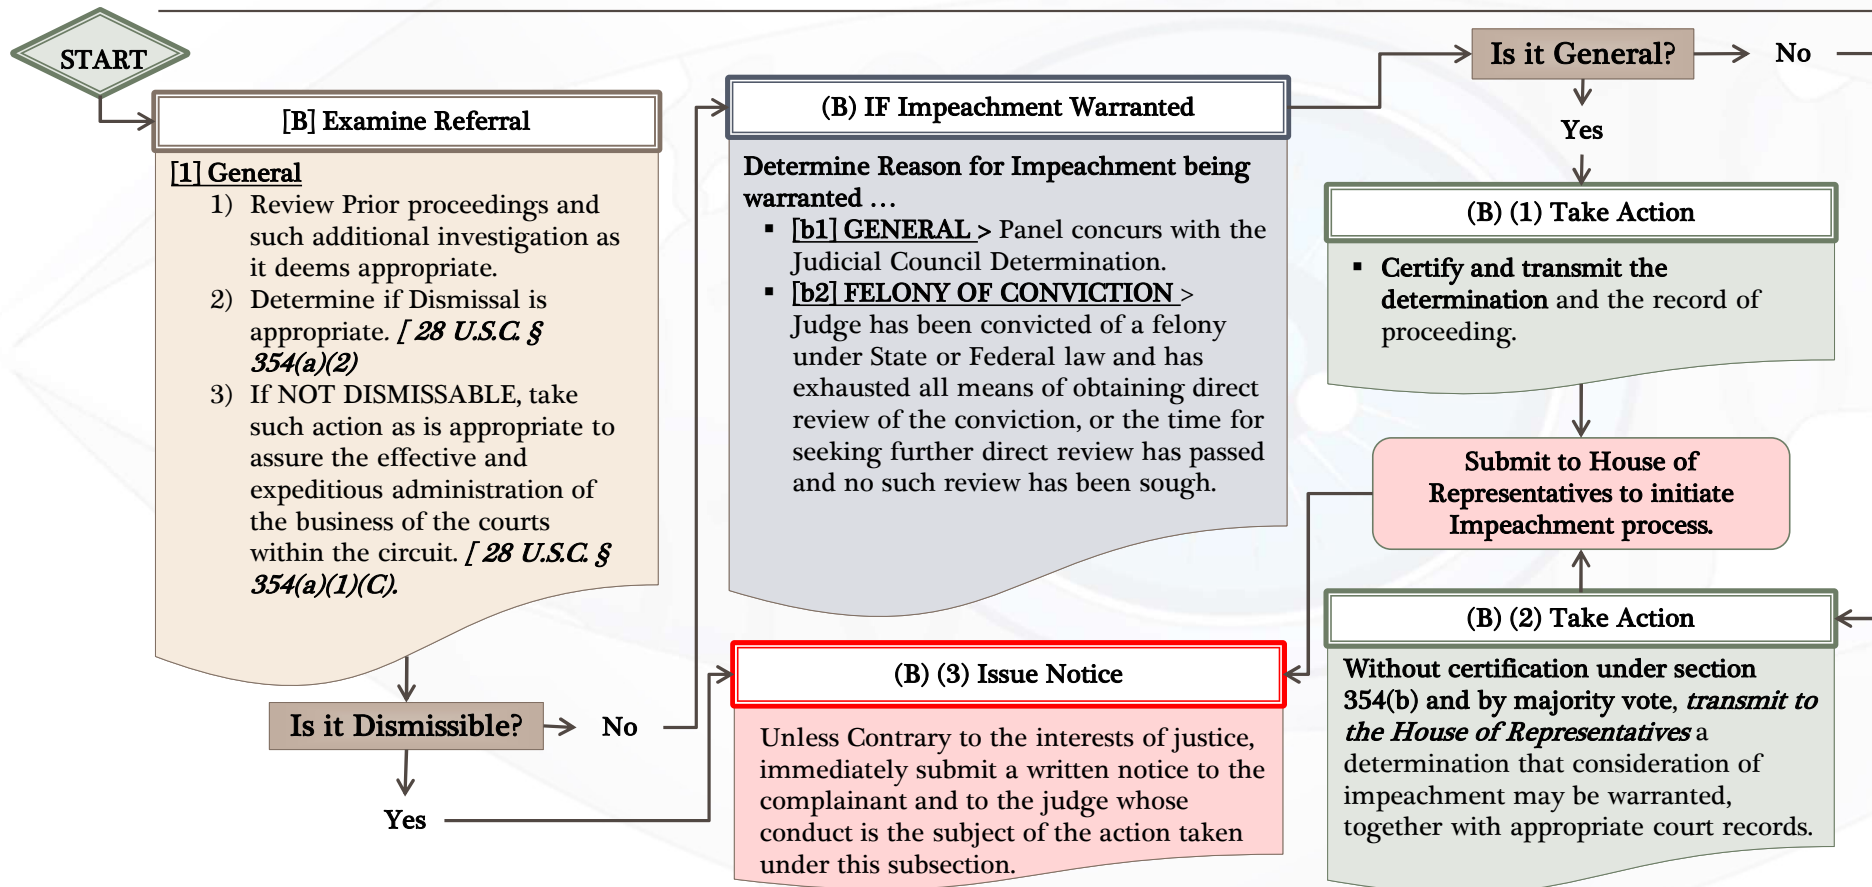 START
[B] Examine Referral
[1] General
1) Review Prior proceedings and
such additional investigation as
it deems appropriate.
2) Determine if Dismissal is
appropriate. [ 28 U.S.C. §
354(a)(2)
3) If NOT DISMISSABLE, take
such action as is appropriate to
assure the effective and
expeditious administration of
the business of the courts
within the circuit. [ 28 U.S.C. §
354(a)(1)(C).
Is it Dismissible?
No
Yes
(B) IF Impeachment Warranted
Determine Reason for Impeachment being
warranted …
▪ [b1] GENERAL > Panel concurs with the
Judicial Council Determination.
▪ [b2] FELONY OF CONVICTION >
Judge has been convicted of a felony
under State or Federal law and has
exhausted all means of obtaining direct
review of the conviction, or the time for
seeking further direct review has passed
and no such review has been sough.
(B) (3) Issue Notice
Unless Contrary to the interests of justice,
immediately submit a written notice to the
complainant and to the judge whose
conduct is the subject of the action taken
under this subsection.
Is it General?
No
Yes
(B) (1) Take Action
▪ Certify and transmit the
determination and the record of
proceeding.
Submit to House of
Representatives to initiate
Impeachment process.
(B) (2) Take Action
Without certification under section
354(b) and by majority vote, transmit to
the House of Representatives a
determination that consideration of
impeachment may be warranted,
together with appropriate court records.